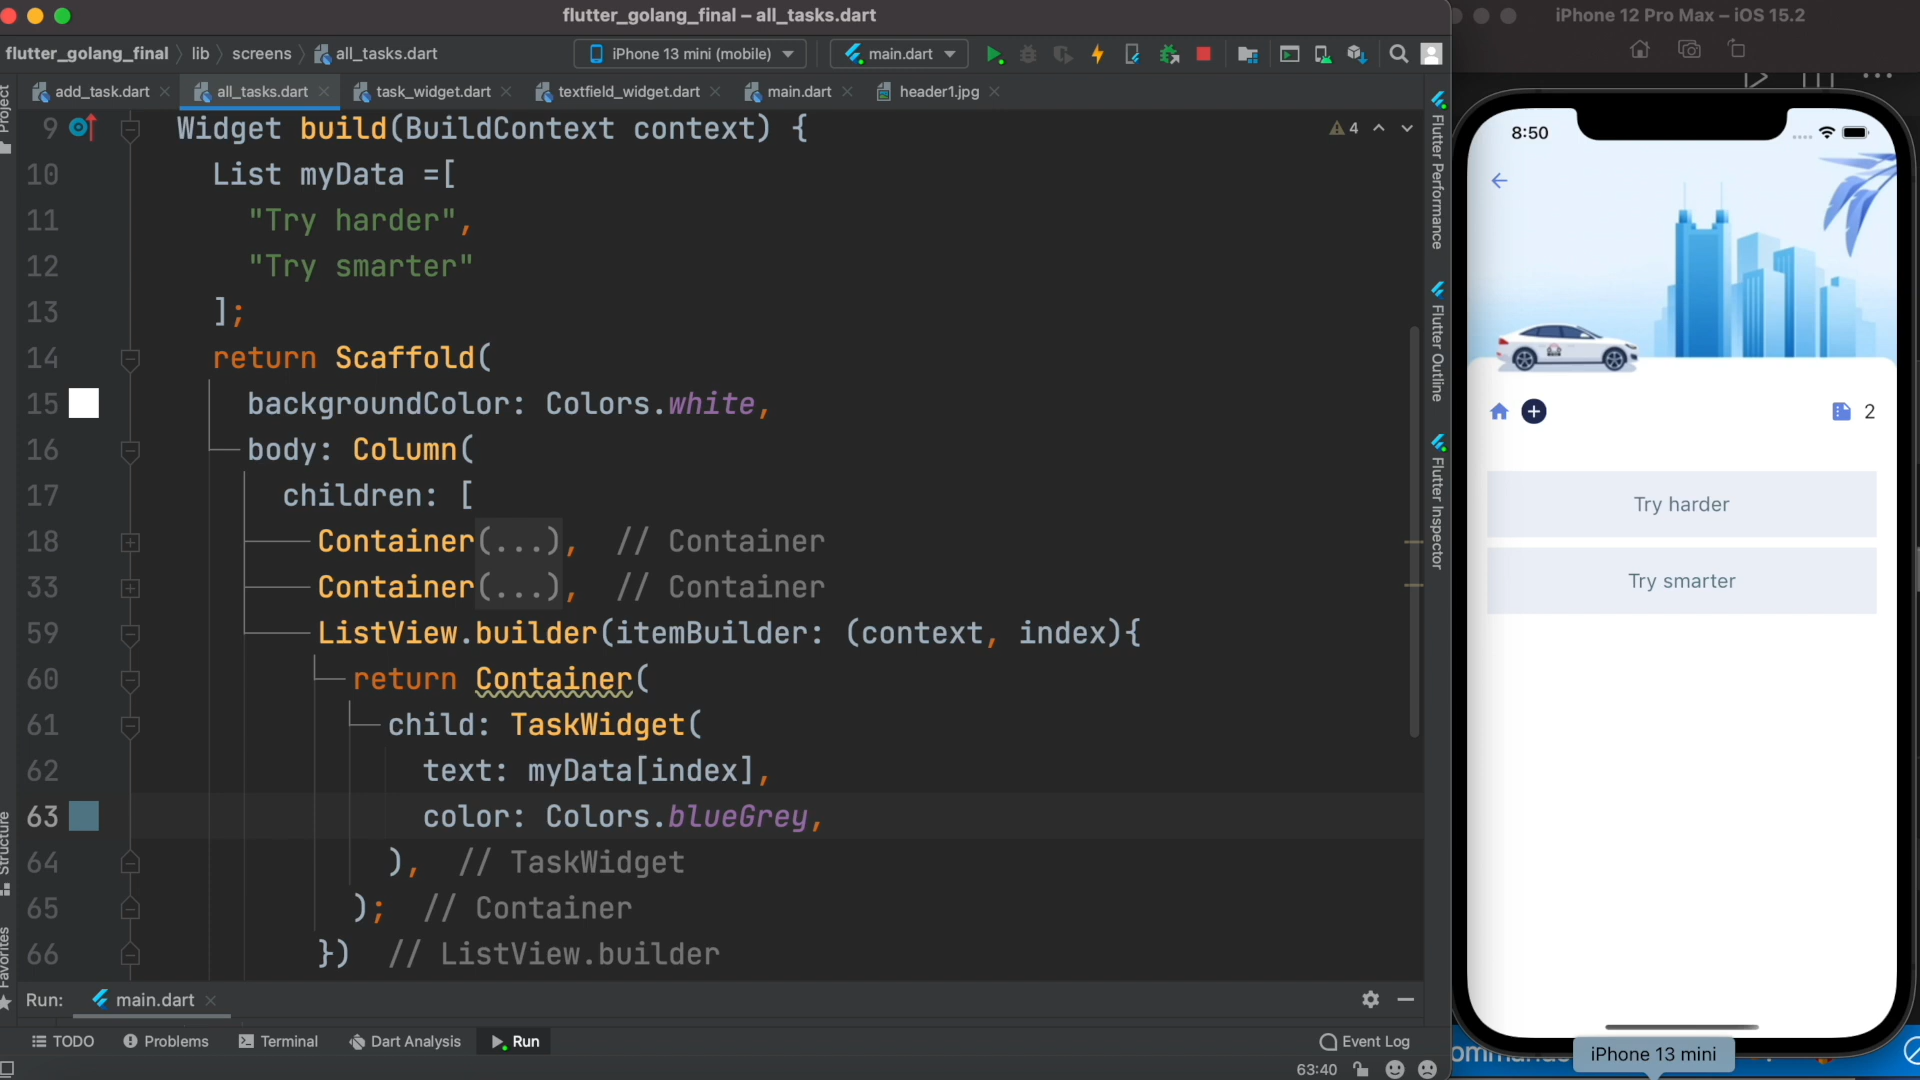 flutter_golang_final – all_tasks.dart
iPhone 12 Pro Max – iOS 15.2
flutter_golang_final lib screens all_tasks.dart
iPhone 13 mini (mobile) main.dart
add_task.dart all_tasks.dart task_widget.dart textfield_widget.dart main.dart header1.jpg
Project
9 Widget build(BuildContext context) {
4
10 List myData =[
11 "Try harder",
12 "Try smarter"
13 ];
14 return Scaffold(
15 backgroundColor: Colors.white,
16 body: Column(
17 children: [
18 Container(...), // Container
33 Container(...), // Container
59 ListView.builder(itemBuilder: (context, index){
60 return Container(
61 child: TaskWidget(
62 text: myData[index],
63 color: Colors.blueGrey,
64 ), // TaskWidget
65 ); // Container
66 }) // ListView.builder
Structure
Favorites
Flutter Performance
Flutter Outline
Flutter Inspector
Run: main.dart
TODO Problems Terminal Dart Analysis Run Event Log
63:40
8:50
2
Try harder
Try smarter
iPhone 13 mini